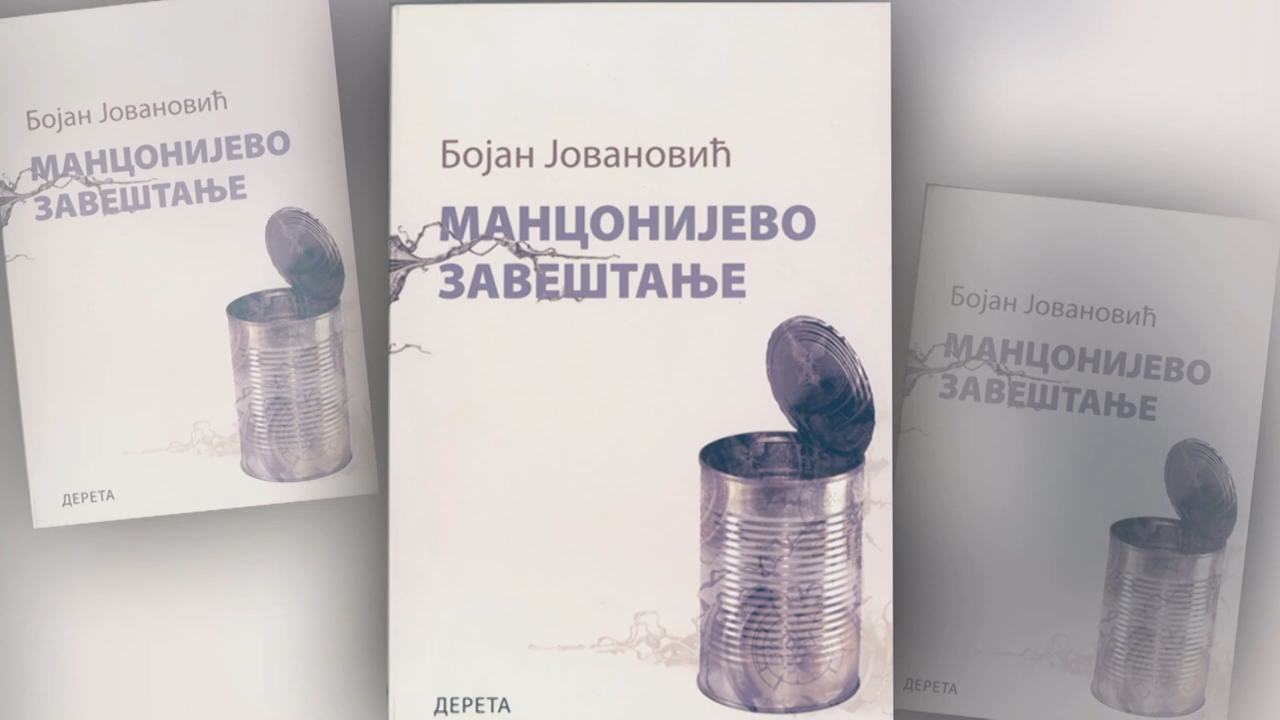 Бојан Јовановић
МАНЦОНИЈЕВО
ЗАВЕШТАЊЕ
ДЕРЕТА
Бојан Јовановић
МАНЦОНИЈЕВО
ЗАВЕШТАЊЕ
ДЕРЕТА
Бојан Јовановић
МАНЦОНИЈЕВО
ЗАВЕШТАЊЕ
ДЕРЕТА